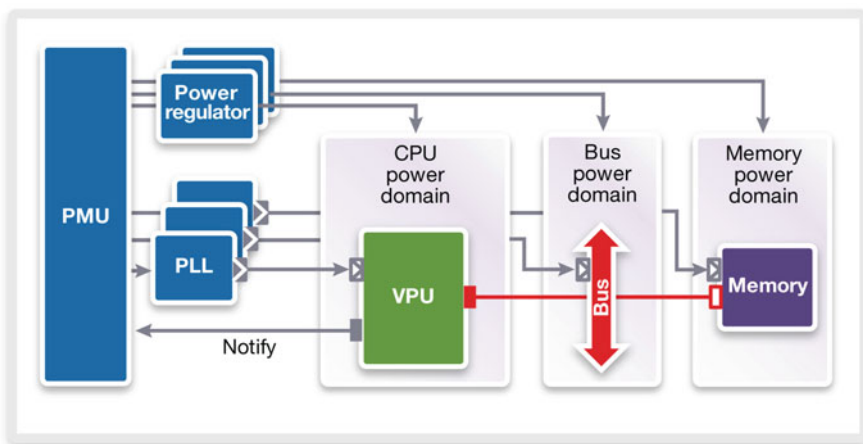 Power
regulator
CPU
power
domain
Bus
power
domain
Memory
power
domain
PMU
PLL
VPU
Bus
Memory
Notify